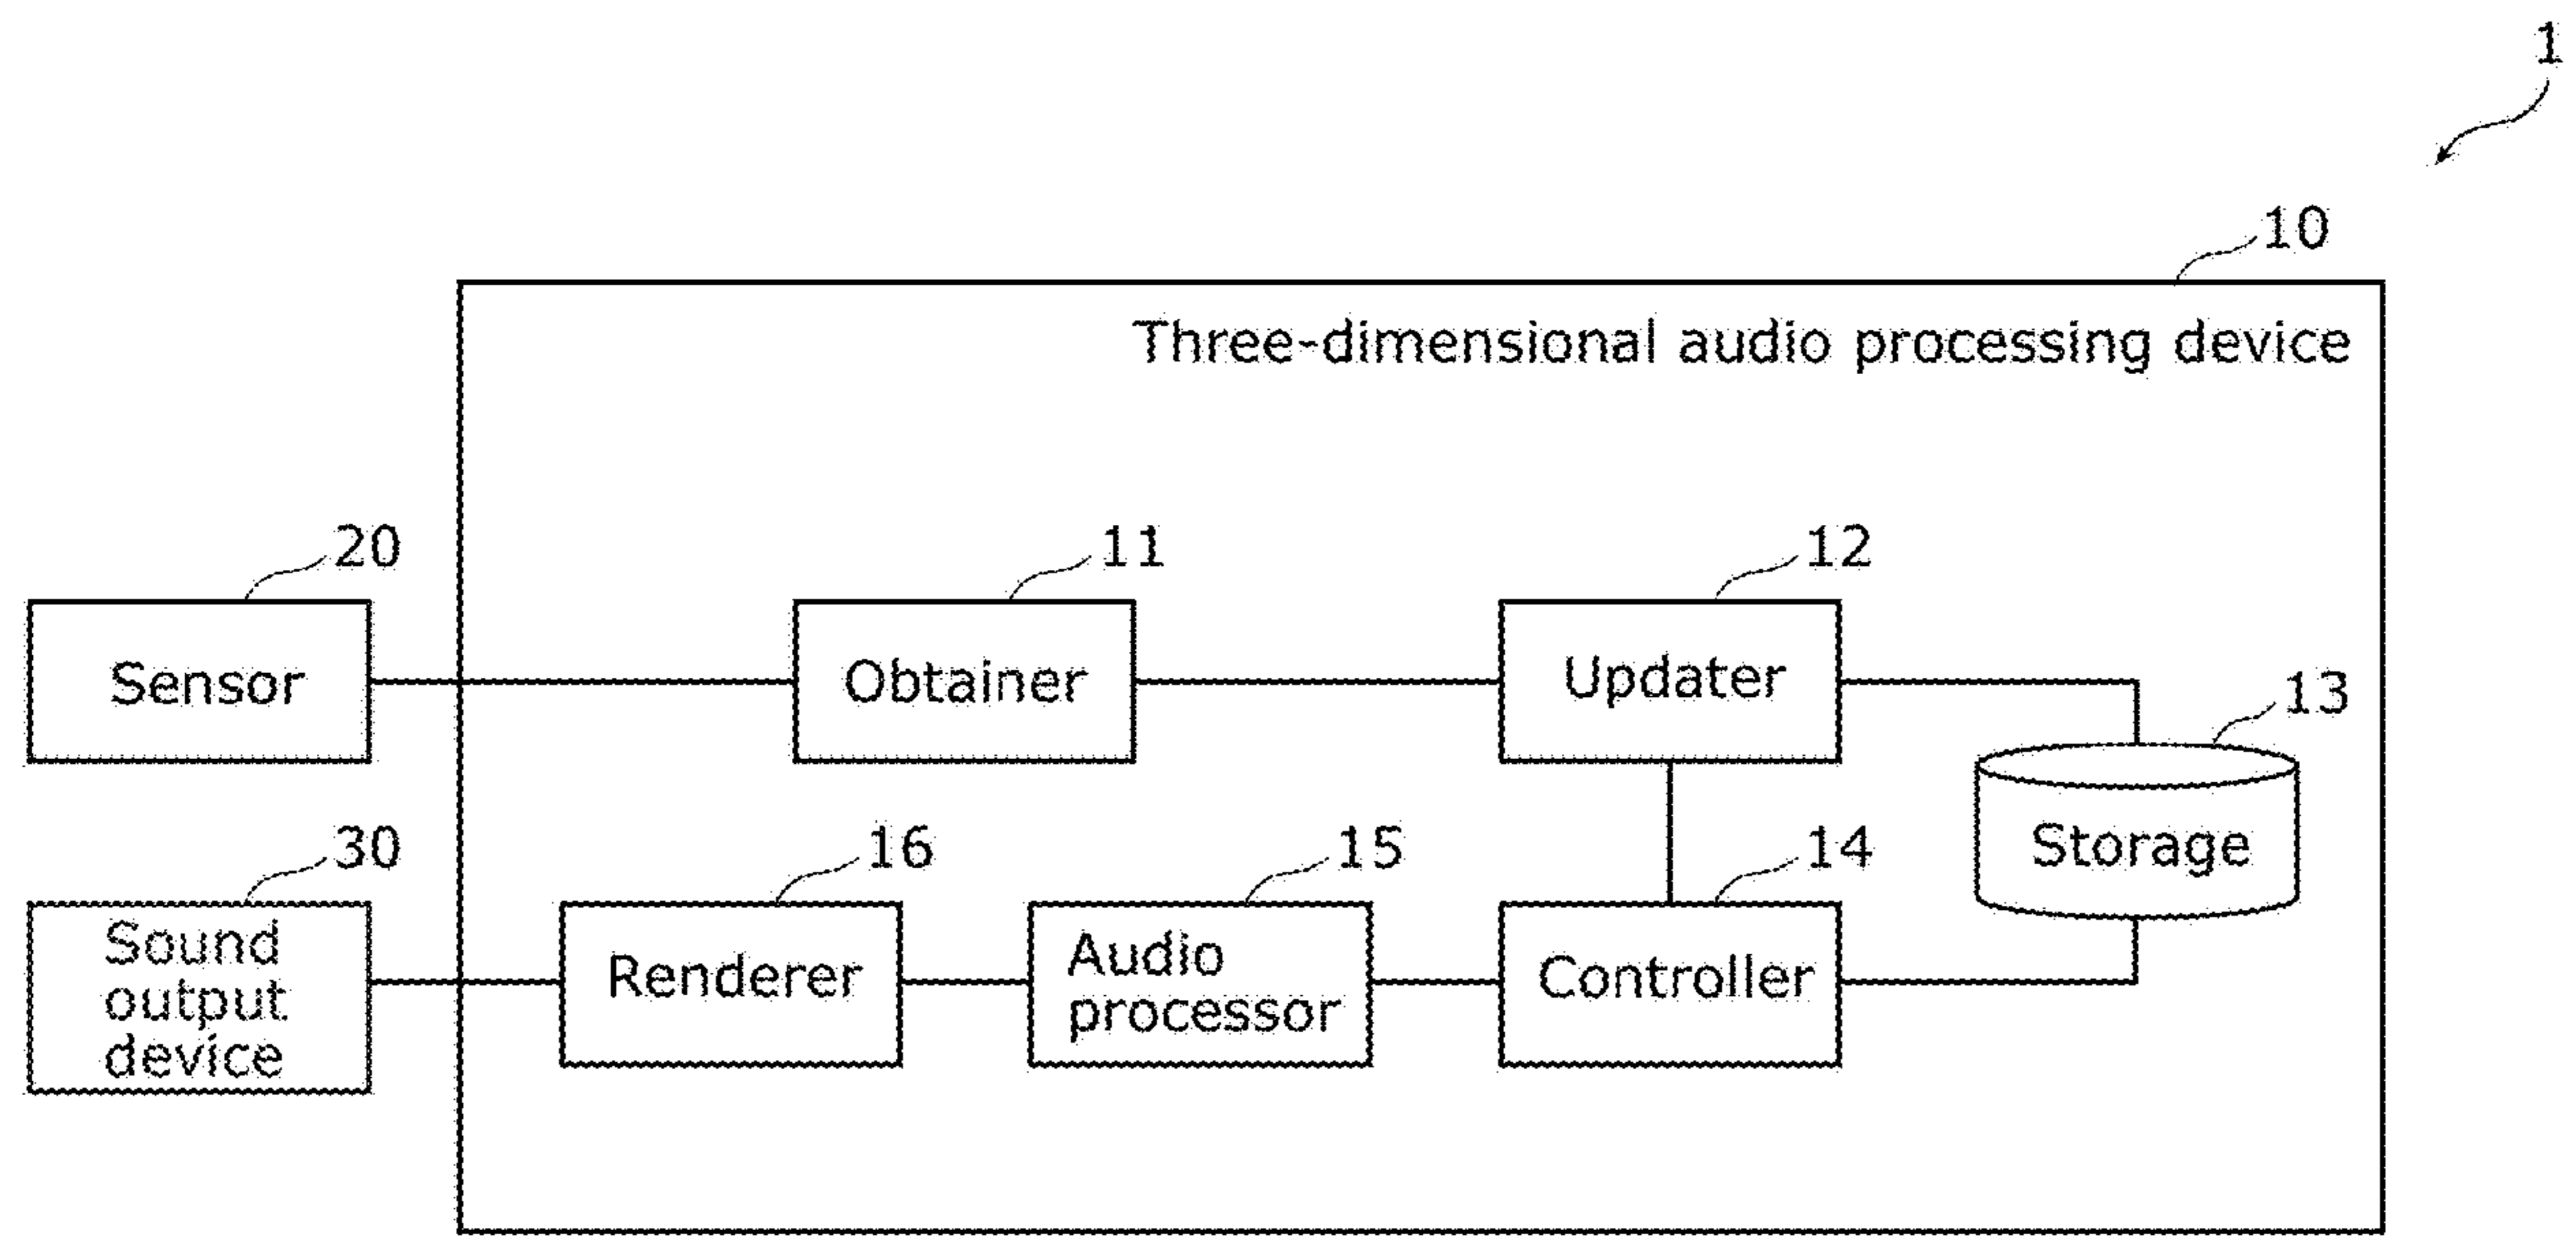 1
10
Three-dimensional audio processing device
20
11
12
Sensor
Obtainer
Updater
13
30
16
15
14
Storage
Sound
output
device
Renderer
Audio
processor
Controller